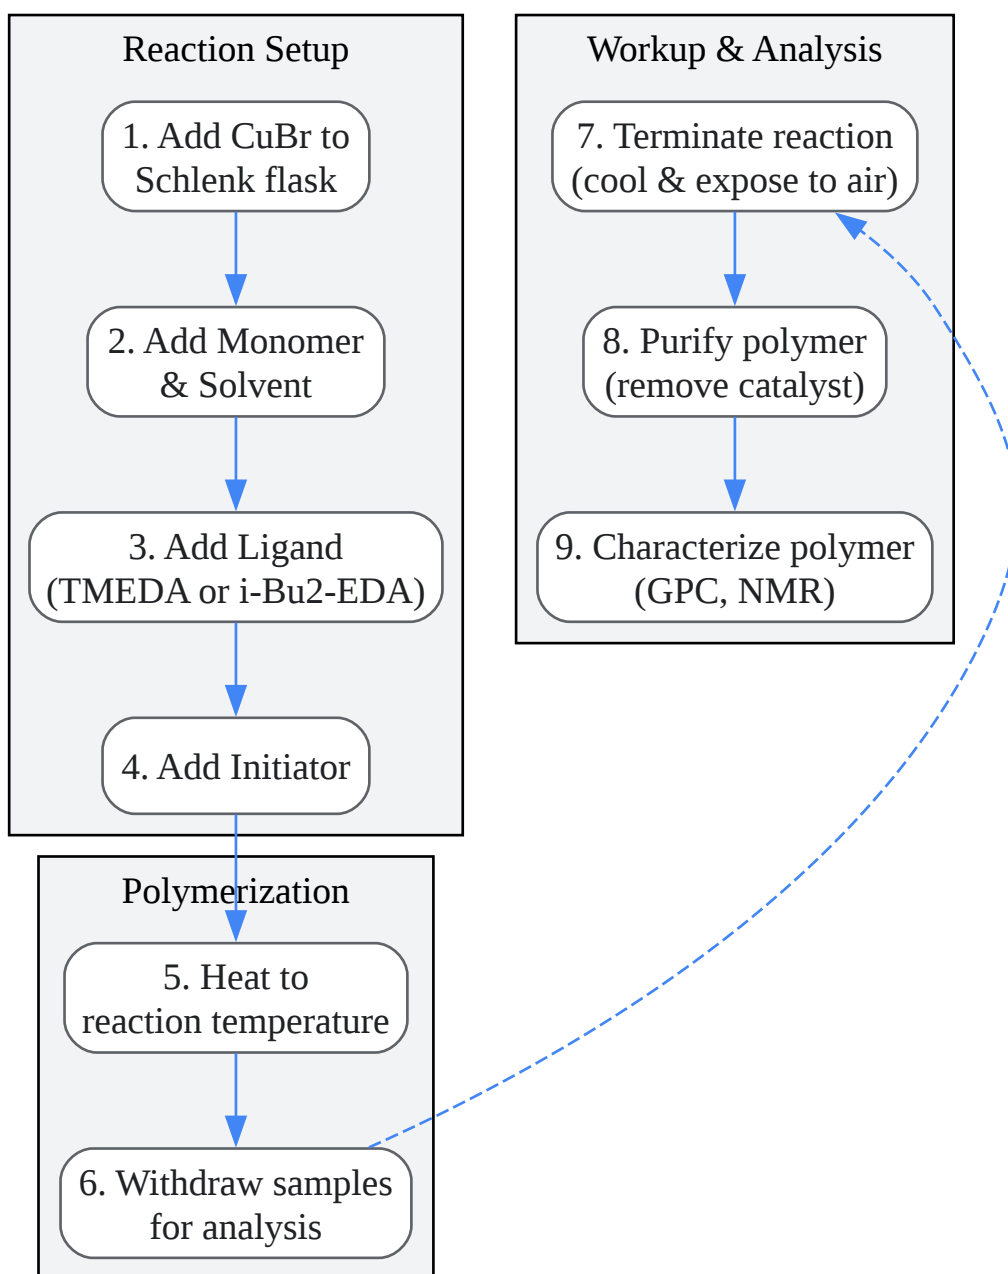 Reaction Setup
1. Add CuBr to
Schlenk flask
2. Add Monomer
& Solvent
3. Add Ligand
(TMEDA or i-Bu2-EDA)
4. Add Initiator
Polymerization
5. Heat to
reaction temperature
6. Withdraw samples
for analysis
Workup & Analysis
7. Terminate reaction
(cool & expose to air)
8. Purify polymer
(remove catalyst)
9. Characterize polymer
(GPC, NMR)